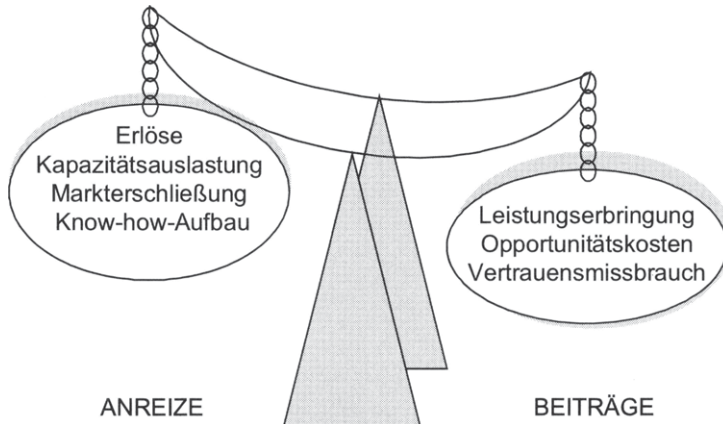 Erlöse
Kapazitätsauslastung
Markterschließung
Know-how-Aufbau
Leistungserbringung
Opportunitätskosten
Vertrauensmissbrauch
ANREIZE
BEITRÄGE